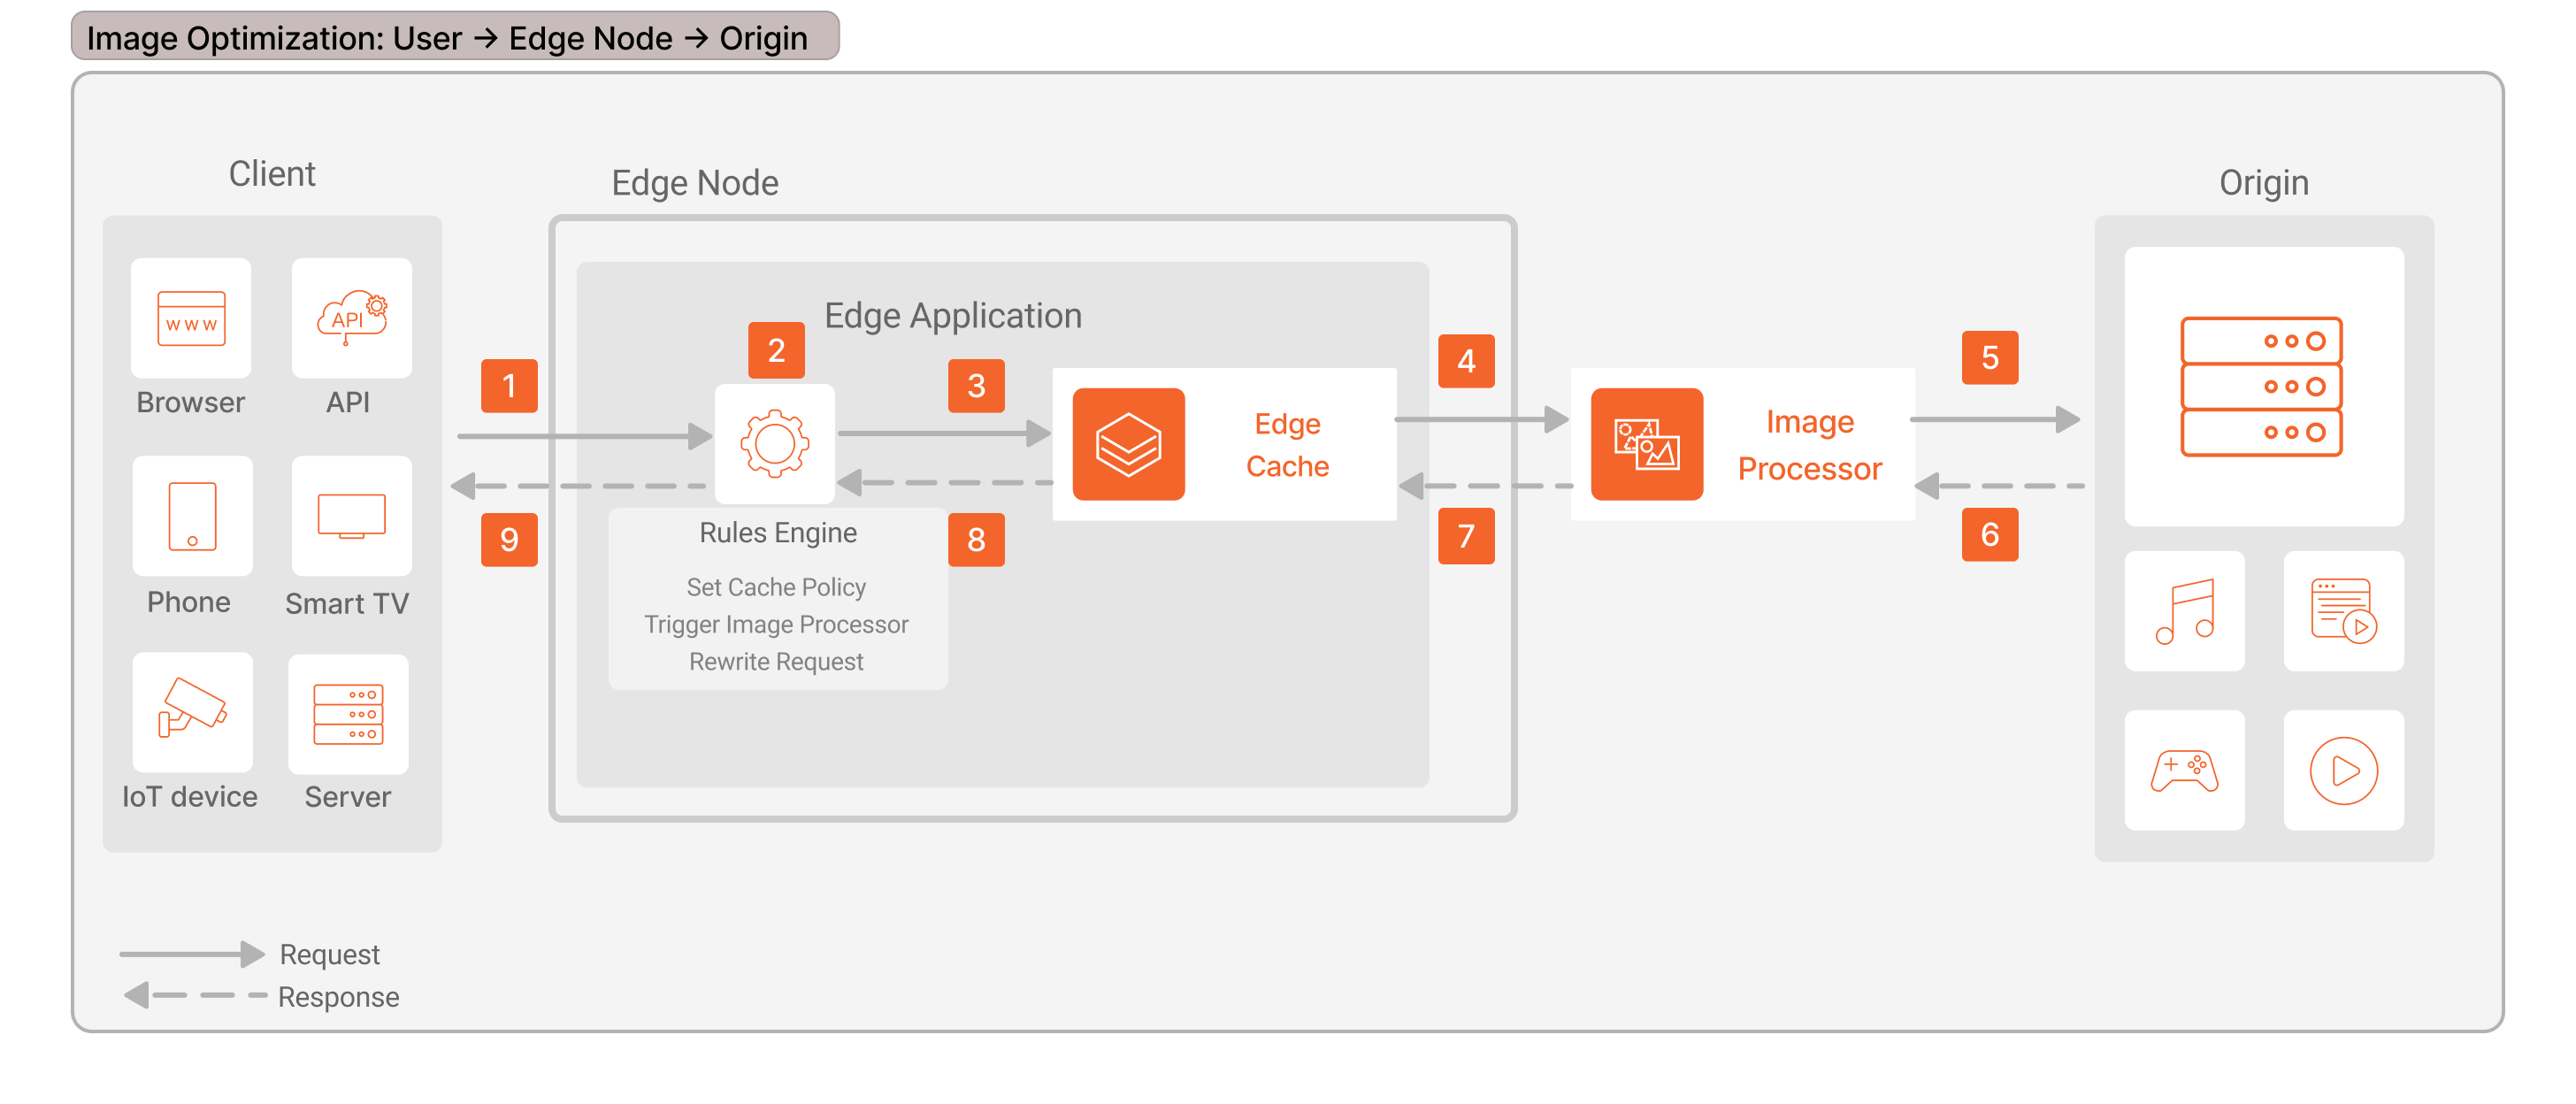 Image Optimization: User → Edge Node → Origin
Client
Edge Node
Origin
www
API
Browser
API
Phone
Smart TV
IoT device
Server
1
9
Edge Application
2
3
Rules Engine
Set Cache Policy
Trigger Image Processor
Rewrite Request
8
Edge
Cache
4
7
Image
Processor
5
6
Request
Response